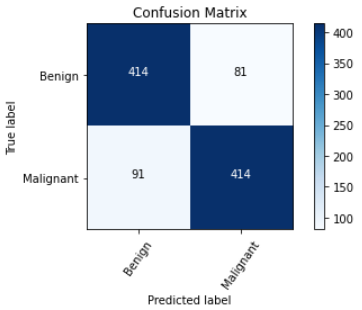 Confusion Matrix
True label
Benign
Malignant
414
81
91
414
400
350
300
250
200
150
100
Benign
Malignant
Predicted label